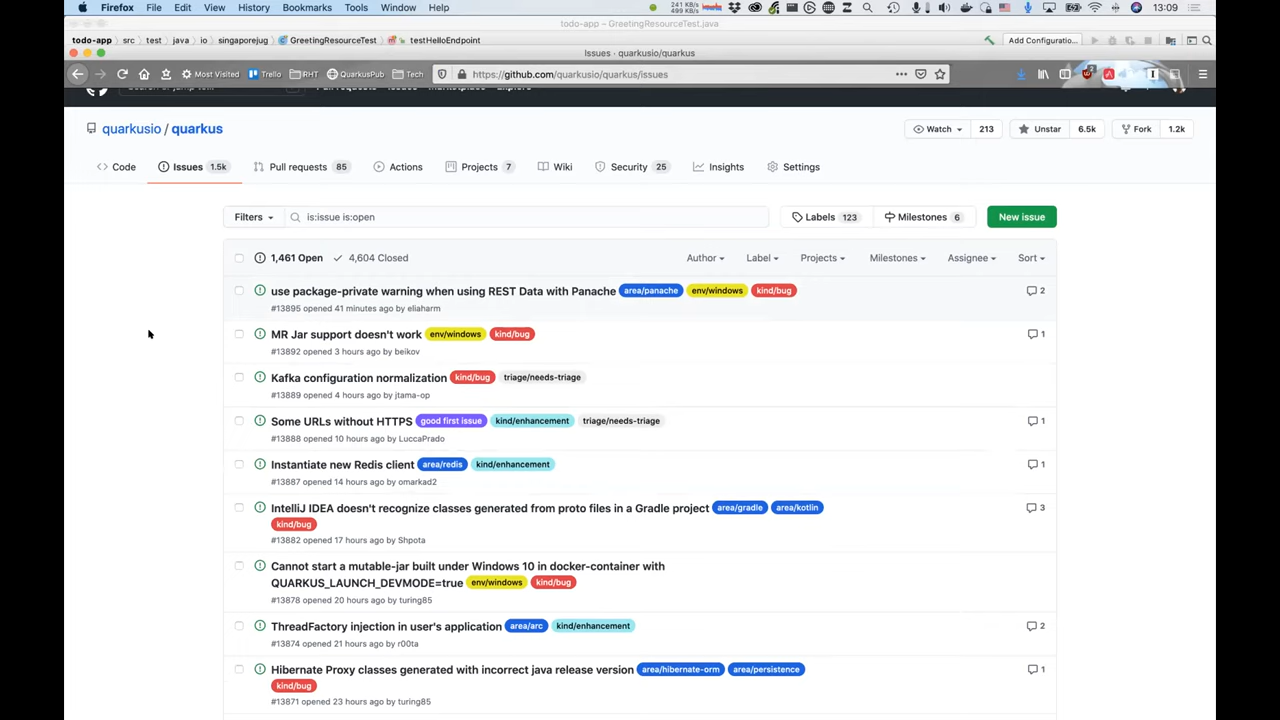 Firefox File Edit View History Bookmarks Tools Window Help 241 KB/s 499 KB/s 13:09
todo-app – GreetingResourceTest.java
todo-app src test java io singaporejug GreetingResourceTest testHelloEndpoint Add Configuratio...
Issues · quarkusio/quarkus
Most Visited Trello RHT QuarkusPub Tech https://github.com/quarkusio/quarkus/issues
quarkusio / quarkus Watch 213 Unstar 6.5k Fork 1.2k
Code Issues 1.5k Pull requests 85 Actions Projects 7 Wiki Security 25 Insights Settings
Filters is:issue is:open Labels 123 Milestones 6 New issue
1,461 Open 4,604 Closed Author Label Projects Milestones Assignee Sort
use package-private warning when using REST Data with Panache area/panache env/windows kind/bug 2
#13895 opened 41 minutes ago by eliaharm
MR Jar support doesn't work env/windows kind/bug 1
#13892 opened 3 hours ago by beikov
Kafka configuration normalization kind/bug triage/needs-triage
#13889 opened 4 hours ago by jtama-op
Some URLs without HTTPS good first issue kind/enhancement triage/needs-triage 1
#13888 opened 10 hours ago by LuccaPrado
Instantiate new Redis client area/redis kind/enhancement 1
#13887 opened 14 hours ago by omarkad2
IntelliJ IDEA doesn't recognize classes generated from proto files in a Gradle project area/gradle area/kotlin 3
kind/bug
#13882 opened 17 hours ago by Shpota
Cannot start a mutable-jar built under Windows 10 in docker-container with
QUARKUS_LAUNCH_DEVMODE=true env/windows kind/bug
#13878 opened 20 hours ago by turing85
ThreadFactory injection in user's application area/arc kind/enhancement 2
#13874 opened 21 hours ago by r00ta
Hibernate Proxy classes generated with incorrect java release version area/hibernate-orm area/persistence 1
kind/bug
#13871 opened 23 hours ago by turing85